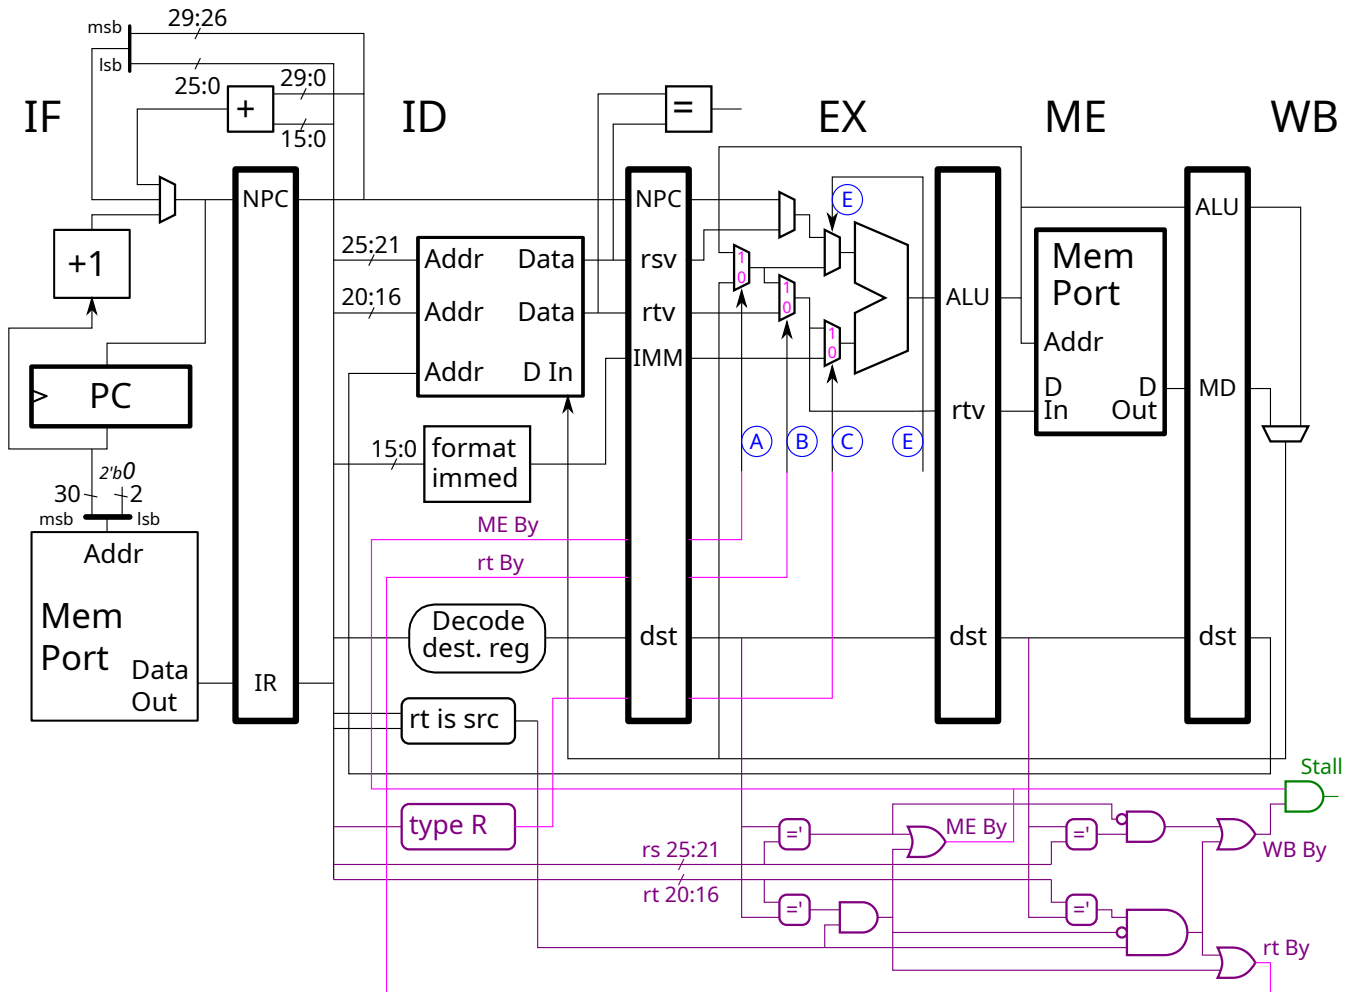 29:26
msb
lsb
25:0
29:0
+
=
15:0
IF
ID
EX
ME
WB
NPC
NPC
E
ALU
+1
25:21
Addr
Data
rsv
1
0
Mem
Port
20:16
Addr
Data
rtv
1
0
ALU
1
0
Addr
IMM
Addr
D In
PC
D
In
D
Out
MD
rtv
15:0
format
immed
A
B
C
E
2'b0
30
2
msb
lsb
ME By
Addr
rt By
Mem
Port
Data
Out
Decode
dest. reg
dst
dst
dst
IR
rt is src
Stall
type R
='
ME By
='
WB By
rs 25:21
rt 20:16
='
='
rt By